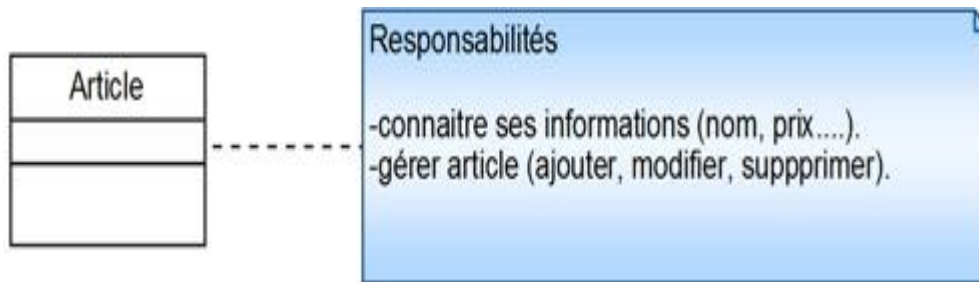 Article
Responsabilités
-connaitre ses informations (nom, prix....).
-gérer article (ajouter, modifier, suppprimer).